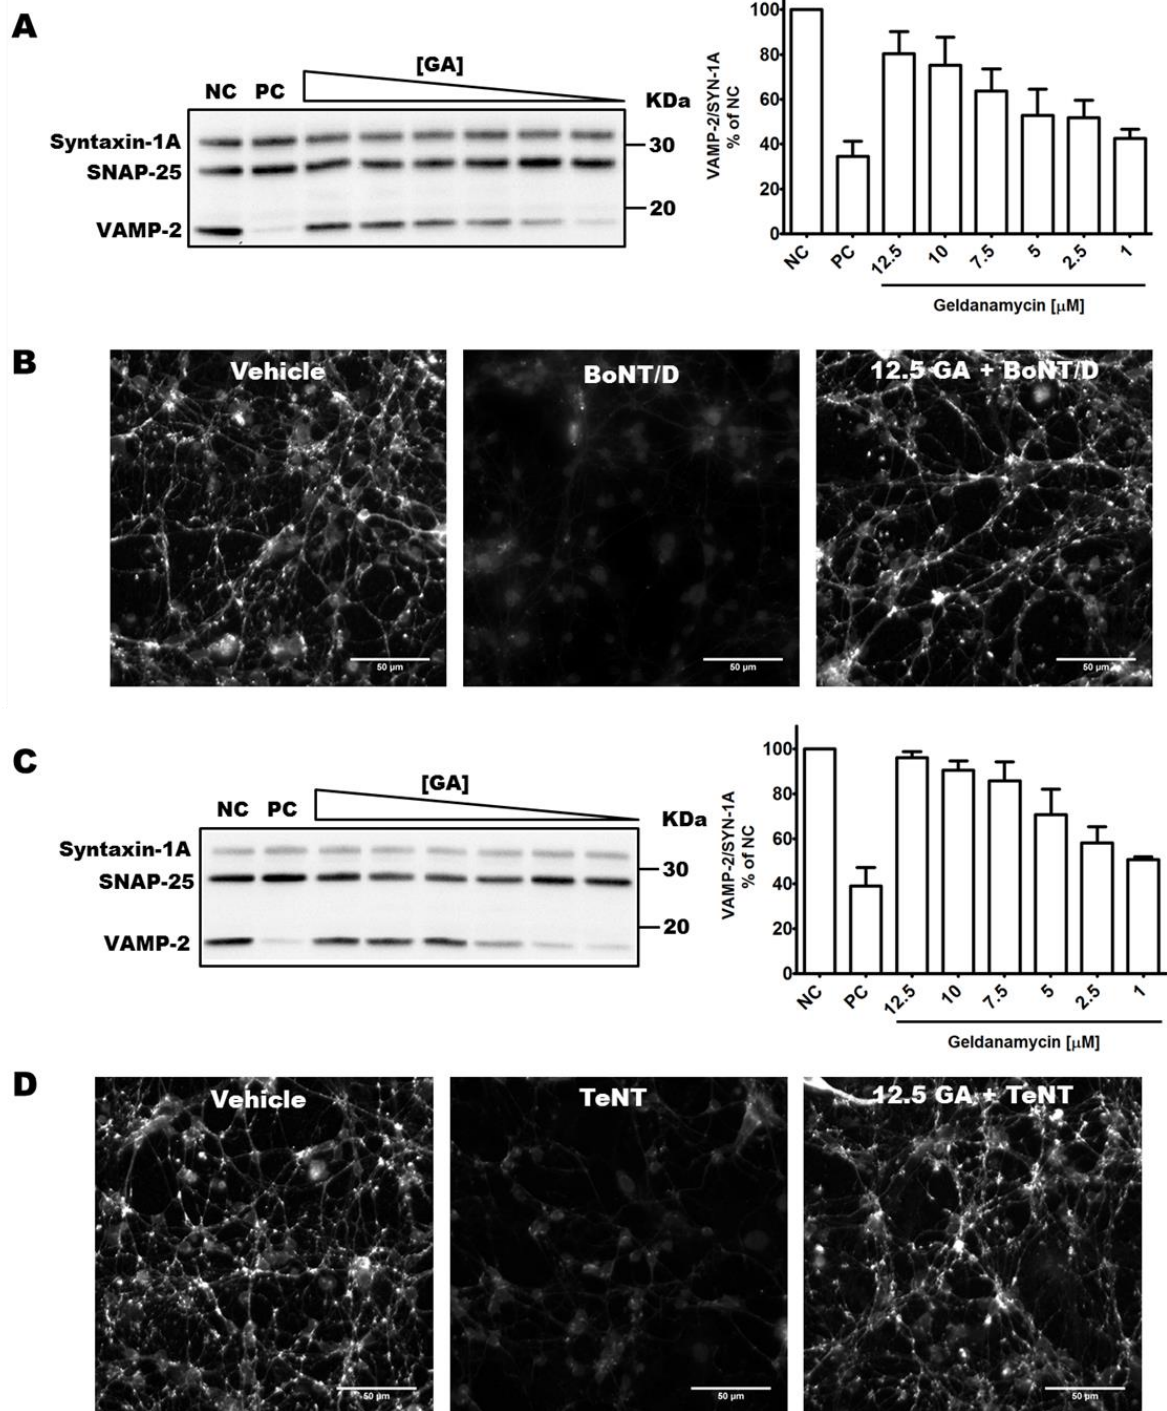 A
[GA]
NC PC
KDa
Syntaxin-1A
30
SNAP-25
20
VAMP-2
VAMP-2/SYN-1A
% of NC
100
80
60
40
20
0
NC PC 12.5 10 7.5 5 2.5 1
Geldanamycin [μM]
B
Vehicle BoNT/D 12.5 GA + BoNT/D
50 μm 50 μm 50 μm
C
[GA]
NC PC
KDa
Syntaxin-1A
30
SNAP-25
20
VAMP-2
VAMP-2/SYN-1A
% of NC
100
80
60
40
20
0
NC PC 12.5 10 7.5 5 2.5 1
Geldanamycin [μM]
D
Vehicle TeNT 12.5 GA + TeNT
50 μm 50 μm 50 μm